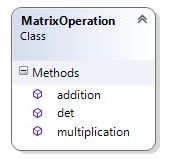 MatrixOperation
Class
Methods
addition
det
multiplication